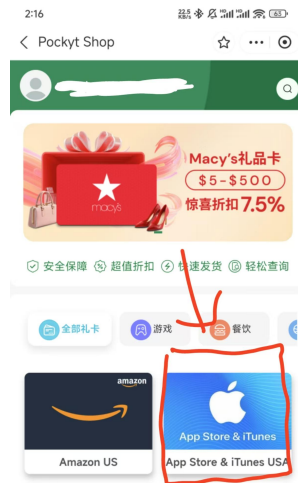 2:16
22.5 KB/s
63
Pockyt Shop
Macy's礼品卡
$5-$500
惊喜折扣7.5%
macy's
安全保障 超值折扣 快速发货 轻松查询
全部礼卡 游戏 餐饮
amazon
App Store & iTunes
Amazon US
App Store & iTunes USA